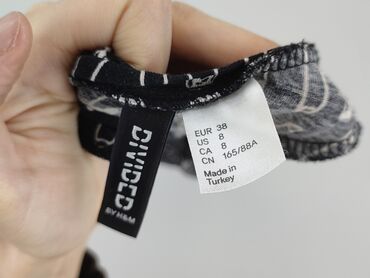 DIVIDED
BY H&M
EUR 38
US 8
CA 8
CN 165/88A
Made in
Turkey